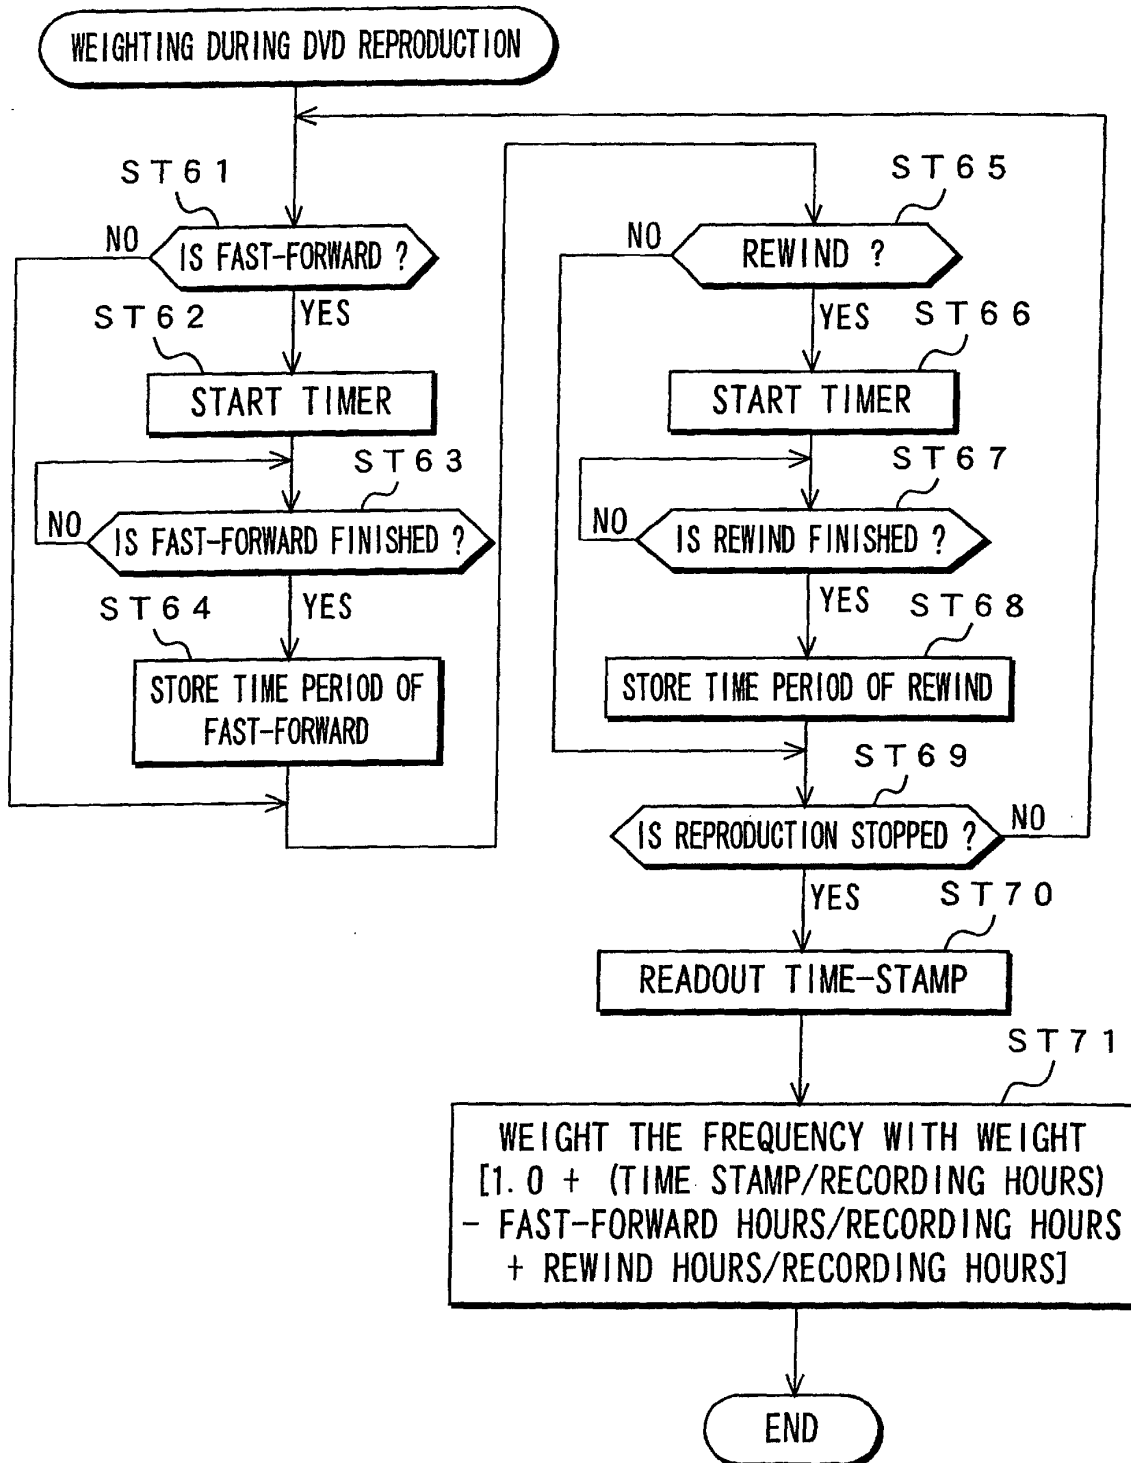 WEIGHTING DURING DVD REPRODUCTION
ST61
NO
IS FAST-FORWARD ?
YES
ST62
START TIMER
ST63
NO
IS FAST-FORWARD FINISHED ?
YES
ST64
STORE TIME PERIOD OF
FAST-FORWARD
ST65
NO
REWIND ?
YES
ST66
START TIMER
ST67
NO
IS REWIND FINISHED ?
YES
ST68
STORE TIME PERIOD OF REWIND
ST69
IS REPRODUCTION STOPPED ?
NO
YES
ST70
READOUT TIME-STAMP
ST71
WEIGHT THE FREQUENCY WITH WEIGHT
[1.0 + (TIME STAMP/RECORDING HOURS)
- FAST-FORWARD HOURS/RECORDING HOURS
+ REWIND HOURS/RECORDING HOURS]
END